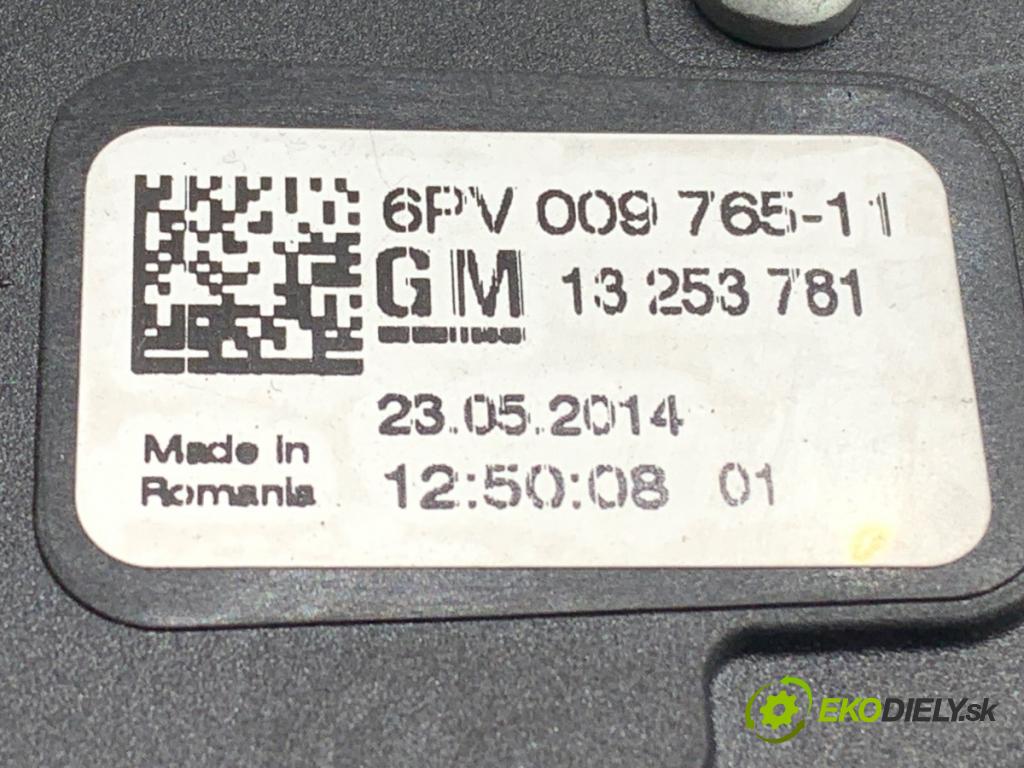 6PV 009 765-11
GM 13 253 781
23.05.2014
Made in
Romania
12:50:08 01
EKODIELY.sk